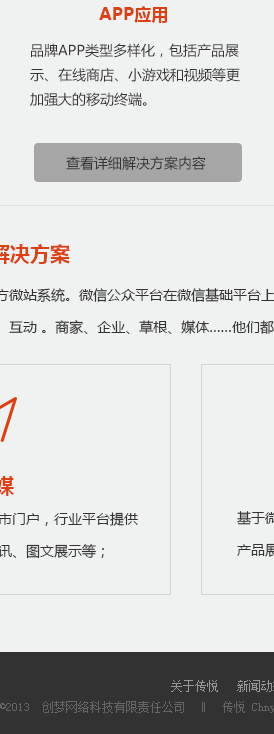 APP应用
品牌APP类型多样化，包括产品展
示、在线商店、小游戏和视频等更
加强大的移动终端。
查看详细解决方案内容
解决方案
方微站系统。微信公众平台在微信基础平台上
互动 。商家、企业、草根、媒体......他们都
媒
市门户，行业平台提供
讯、图文展示等；
基于微
产品展
关于传悦 新闻动
©2013 创梦网络科技有限责任公司 || 传悦 Chny